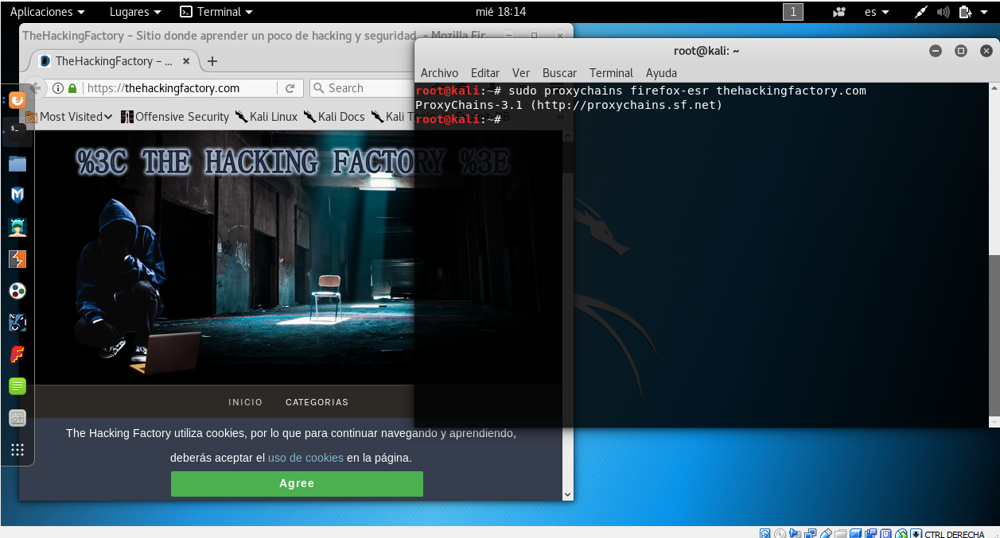 Aplicaciones Lugares Terminal mié 18:14 1 es
TheHackingFactory – Sitio donde aprender un poco de hacking y seguridad. - Mozilla Fir
TheHackingFactory – ...
https://thehackingfactory.com Search
Most Visited Offensive Security Kali Linux Kali Docs Kali
%3C THE HACKING FACTORY %3E
INICIO CATEGORIAS
The Hacking Factory utiliza cookies, por lo que para continuar navegando y aprendiendo,
deberás aceptar el uso de cookies en la página.
Agree
root@kali: ~
Archivo Editar Ver Buscar Terminal Ayuda
root@kali:~# sudo proxychains firefox-esr thehackingfactory.com
ProxyChains-3.1 (http://proxychains.sf.net)
root@kali:~#
CTRL DERECHA